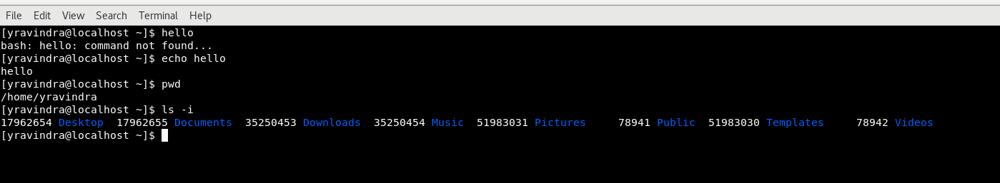 File Edit View Search Terminal Help
[yravindra@localhost ~]$ hello
bash: hello: command not found...
[yravindra@localhost ~]$ echo hello
hello
[yravindra@localhost ~]$ pwd
/home/yravindra
[yravindra@localhost ~]$ ls -i
17962654 Desktop  17962655 Documents  35250453 Downloads  35250454 Music  51983031 Pictures     78941 Public  51983030 Templates     78942 Videos
[yravindra@localhost ~]$